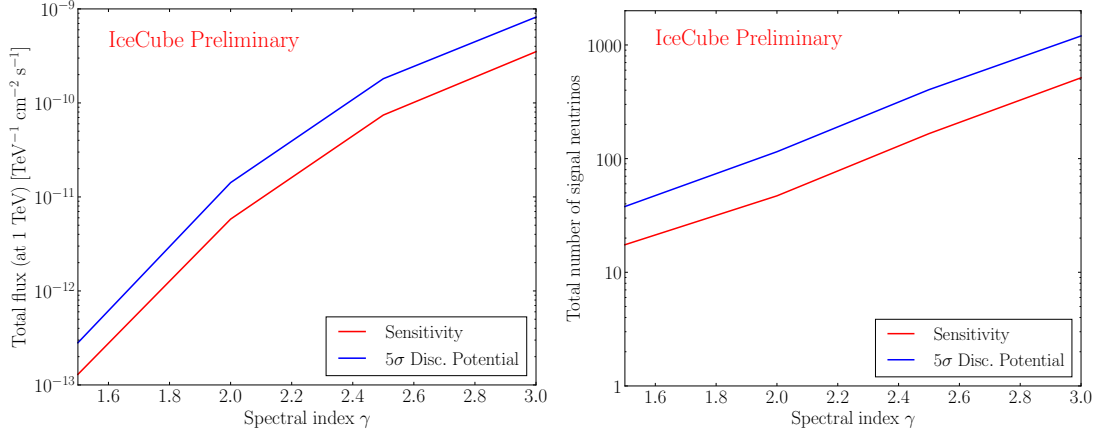 Total flux (at 1 TeV) [TeV⁻¹ cm⁻² s⁻¹]
10⁻⁹
10⁻¹⁰
10⁻¹¹
10⁻¹²
10⁻¹³
IceCube Preliminary
Sensitivity
5σ Disc. Potential
1.6 1.8 2.0 2.2 2.4 2.6 2.8 3.0
Spectral index γ
Total number of signal neutrinos
1000
100
10
1
IceCube Preliminary
Sensitivity
5σ Disc. Potential
1.6 1.8 2.0 2.2 2.4 2.6 2.8 3.0
Spectral index γ